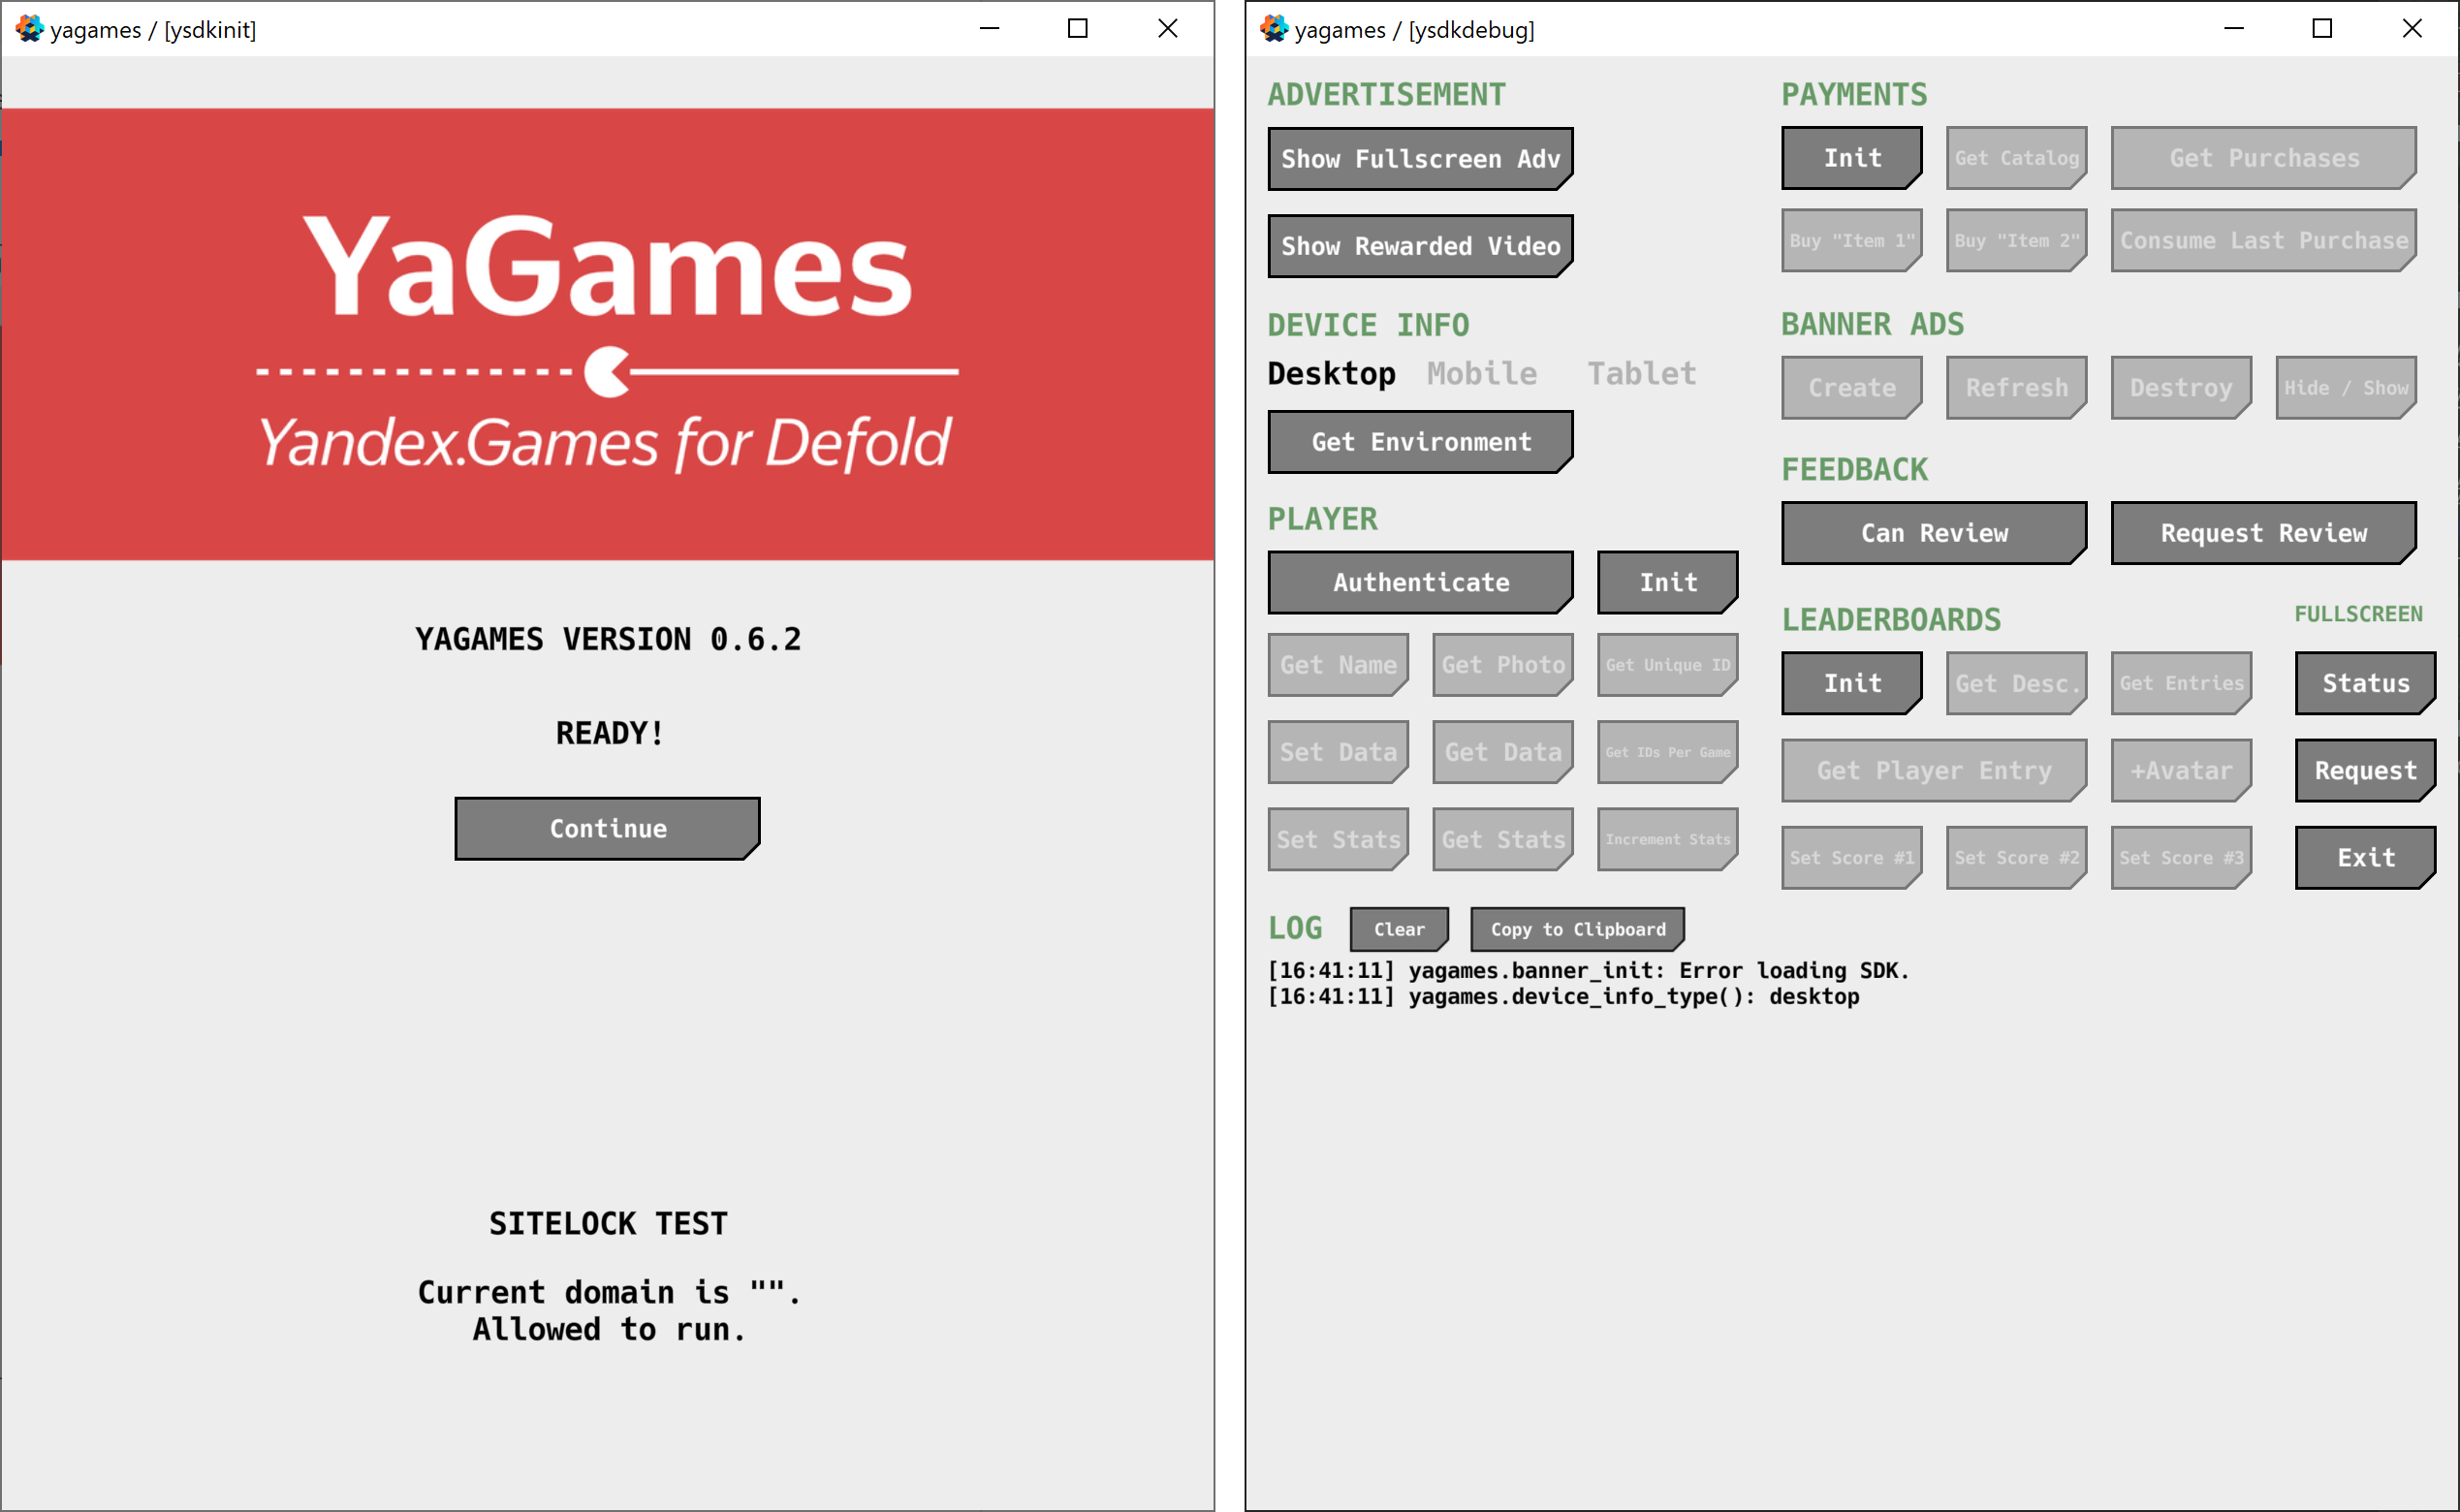 yagames / [ysdkinit]
YaGames
Yandex.Games for Defold
YAGAMES VERSION 0.6.2
READY!
Continue
SITELOCK TEST
Current domain is "".
Allowed to run.
yagames / [ysdkdebug]
ADVERTISEMENT
Show Fullscreen Adv
Show Rewarded Video
DEVICE INFO
Desktop Mobile Tablet
Get Environment
PLAYER
Authenticate Init
Get Name Get Photo Get Unique ID
Set Data Get Data Get IDs Per Game
Set Stats Get Stats Increment Stats
PAYMENTS
Init Get Catalog Get Purchases
Buy "Item 1" Buy "Item 2" Consume Last Purchase
BANNER ADS
Create Refresh Destroy Hide / Show
FEEDBACK
Can Review Request Review
LEADERBOARDS
Init Get Desc. Get Entries
Get Player Entry +Avatar
Set Score #1 Set Score #2 Set Score #3
FULLSCREEN
Status
Request
Exit
LOG Clear Copy to Clipboard
[16:41:11] yagames.banner_init: Error loading SDK.
[16:41:11] yagames.device_info_type(): desktop